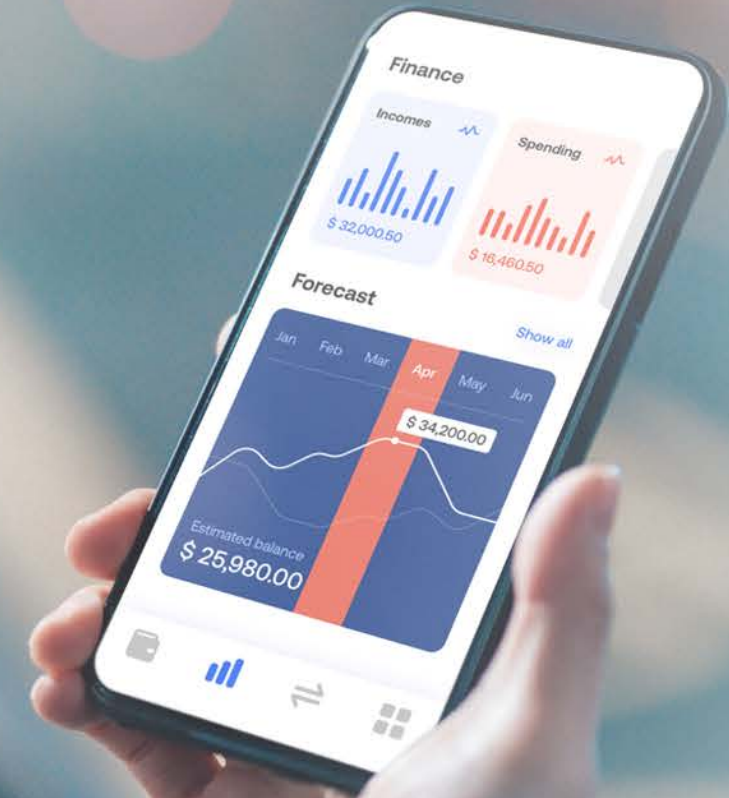 Finance
Incomes
$ 32,000.50
Spending
$ 16,460.50
Forecast
Show all
Jan Feb Mar Apr May Jun
$ 34,200.00
Estimated balance
$ 25,980.00